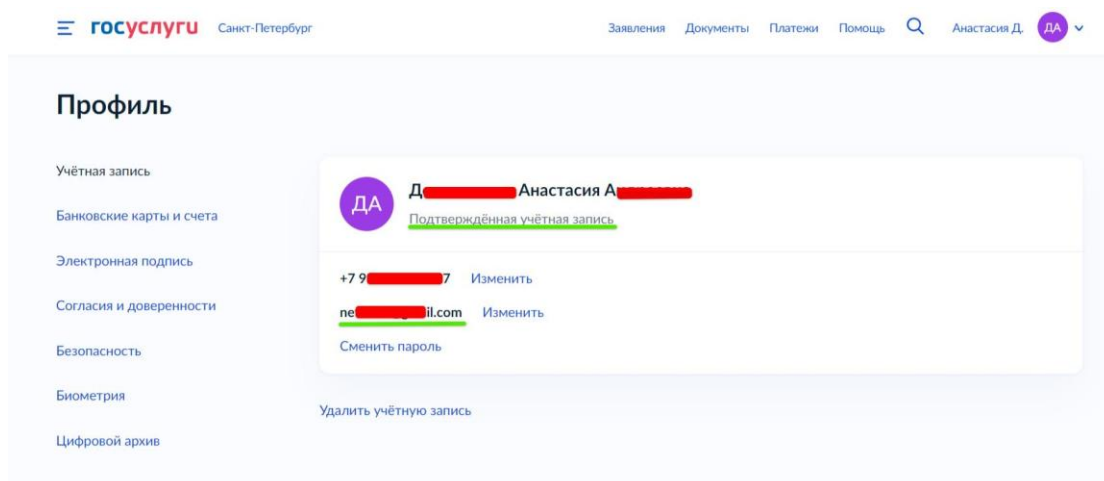 госуслуги Санкт-Петербург Заявления Документы Платежи Помощь Анастасия Д. ДА
Профиль
Учётная запись
Банковские карты и счета
Электронная подпись
Согласия и доверенности
Безопасность
Биометрия
Цифровой архив
ДА
Д Анастасия А
Подтверждённая учётная запись
+7 9 7 Изменить
ne il.com Изменить
Сменить пароль
Удалить учётную запись